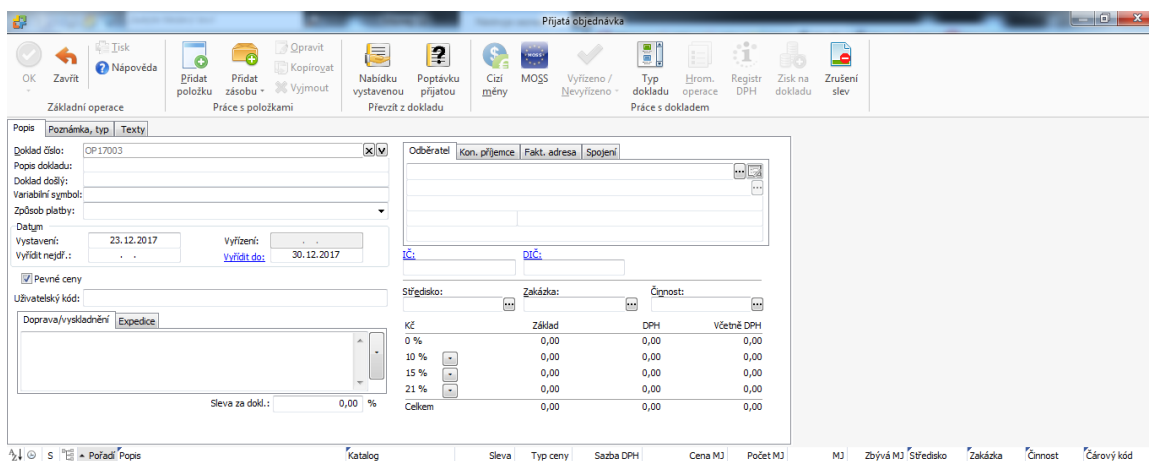 Přijatá objednávka
OK
Zavřít
Tisk
Nápověda
Základní operace
Přidat položku
Přidat zásobu
Opravit
Kopírovat
Vyjmout
Práce s položkami
Nabídku vystavenou
Poptávku přijatou
Převzít z dokladu
Cizí měny
MOSS
MOSS
Vyřízeno / Nevyřízeno
Typ dokladu
Hrom. operace
Registr DPH
Zisk na dokladu
Zrušení slev
Práce s dokladem
Popis Poznámka, typ Texty
Doklad číslo: OP17003
Popis dokladu:
Doklad došlý:
Variabilní symbol:
Způsob platby:
Datum
Vystavení: 23.12.2017 Vyřízení: . .
Vyřídit nejdř.: . . Vyřídit do: 30.12.2017
Pevné ceny
Uživatelský kód:
Doprava/vyskladnění Expedice
Sleva za dokl.: 0,00 %
Odběratel Kon. příjemce Fakt. adresa Spojení
IČ: DIČ:
Středisko: Zakázka: Činnost:
Kč Základ DPH Včetně DPH
0 % 0,00 0,00 0,00
10 % 0,00 0,00 0,00
15 % 0,00 0,00 0,00
21 % 0,00 0,00 0,00
Celkem 0,00 0,00 0,00
S Pořadí Popis Katalog Sleva Typ ceny Sazba DPH Cena MJ Počet MJ MJ Zbývá MJ Středisko Zakázka Činnost Čárový kód